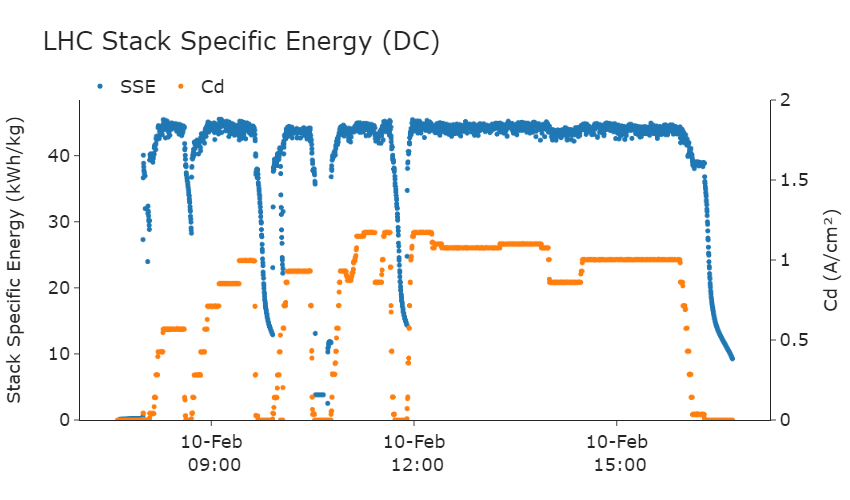 LHC Stack Specific Energy (DC)
SSE
Cd
Stack Specific Energy (kWh/kg)
40
30
20
10
0
2
1.5
1
0.5
0
Cd (A/cm²)
10-Feb
09:00
10-Feb
12:00
10-Feb
15:00